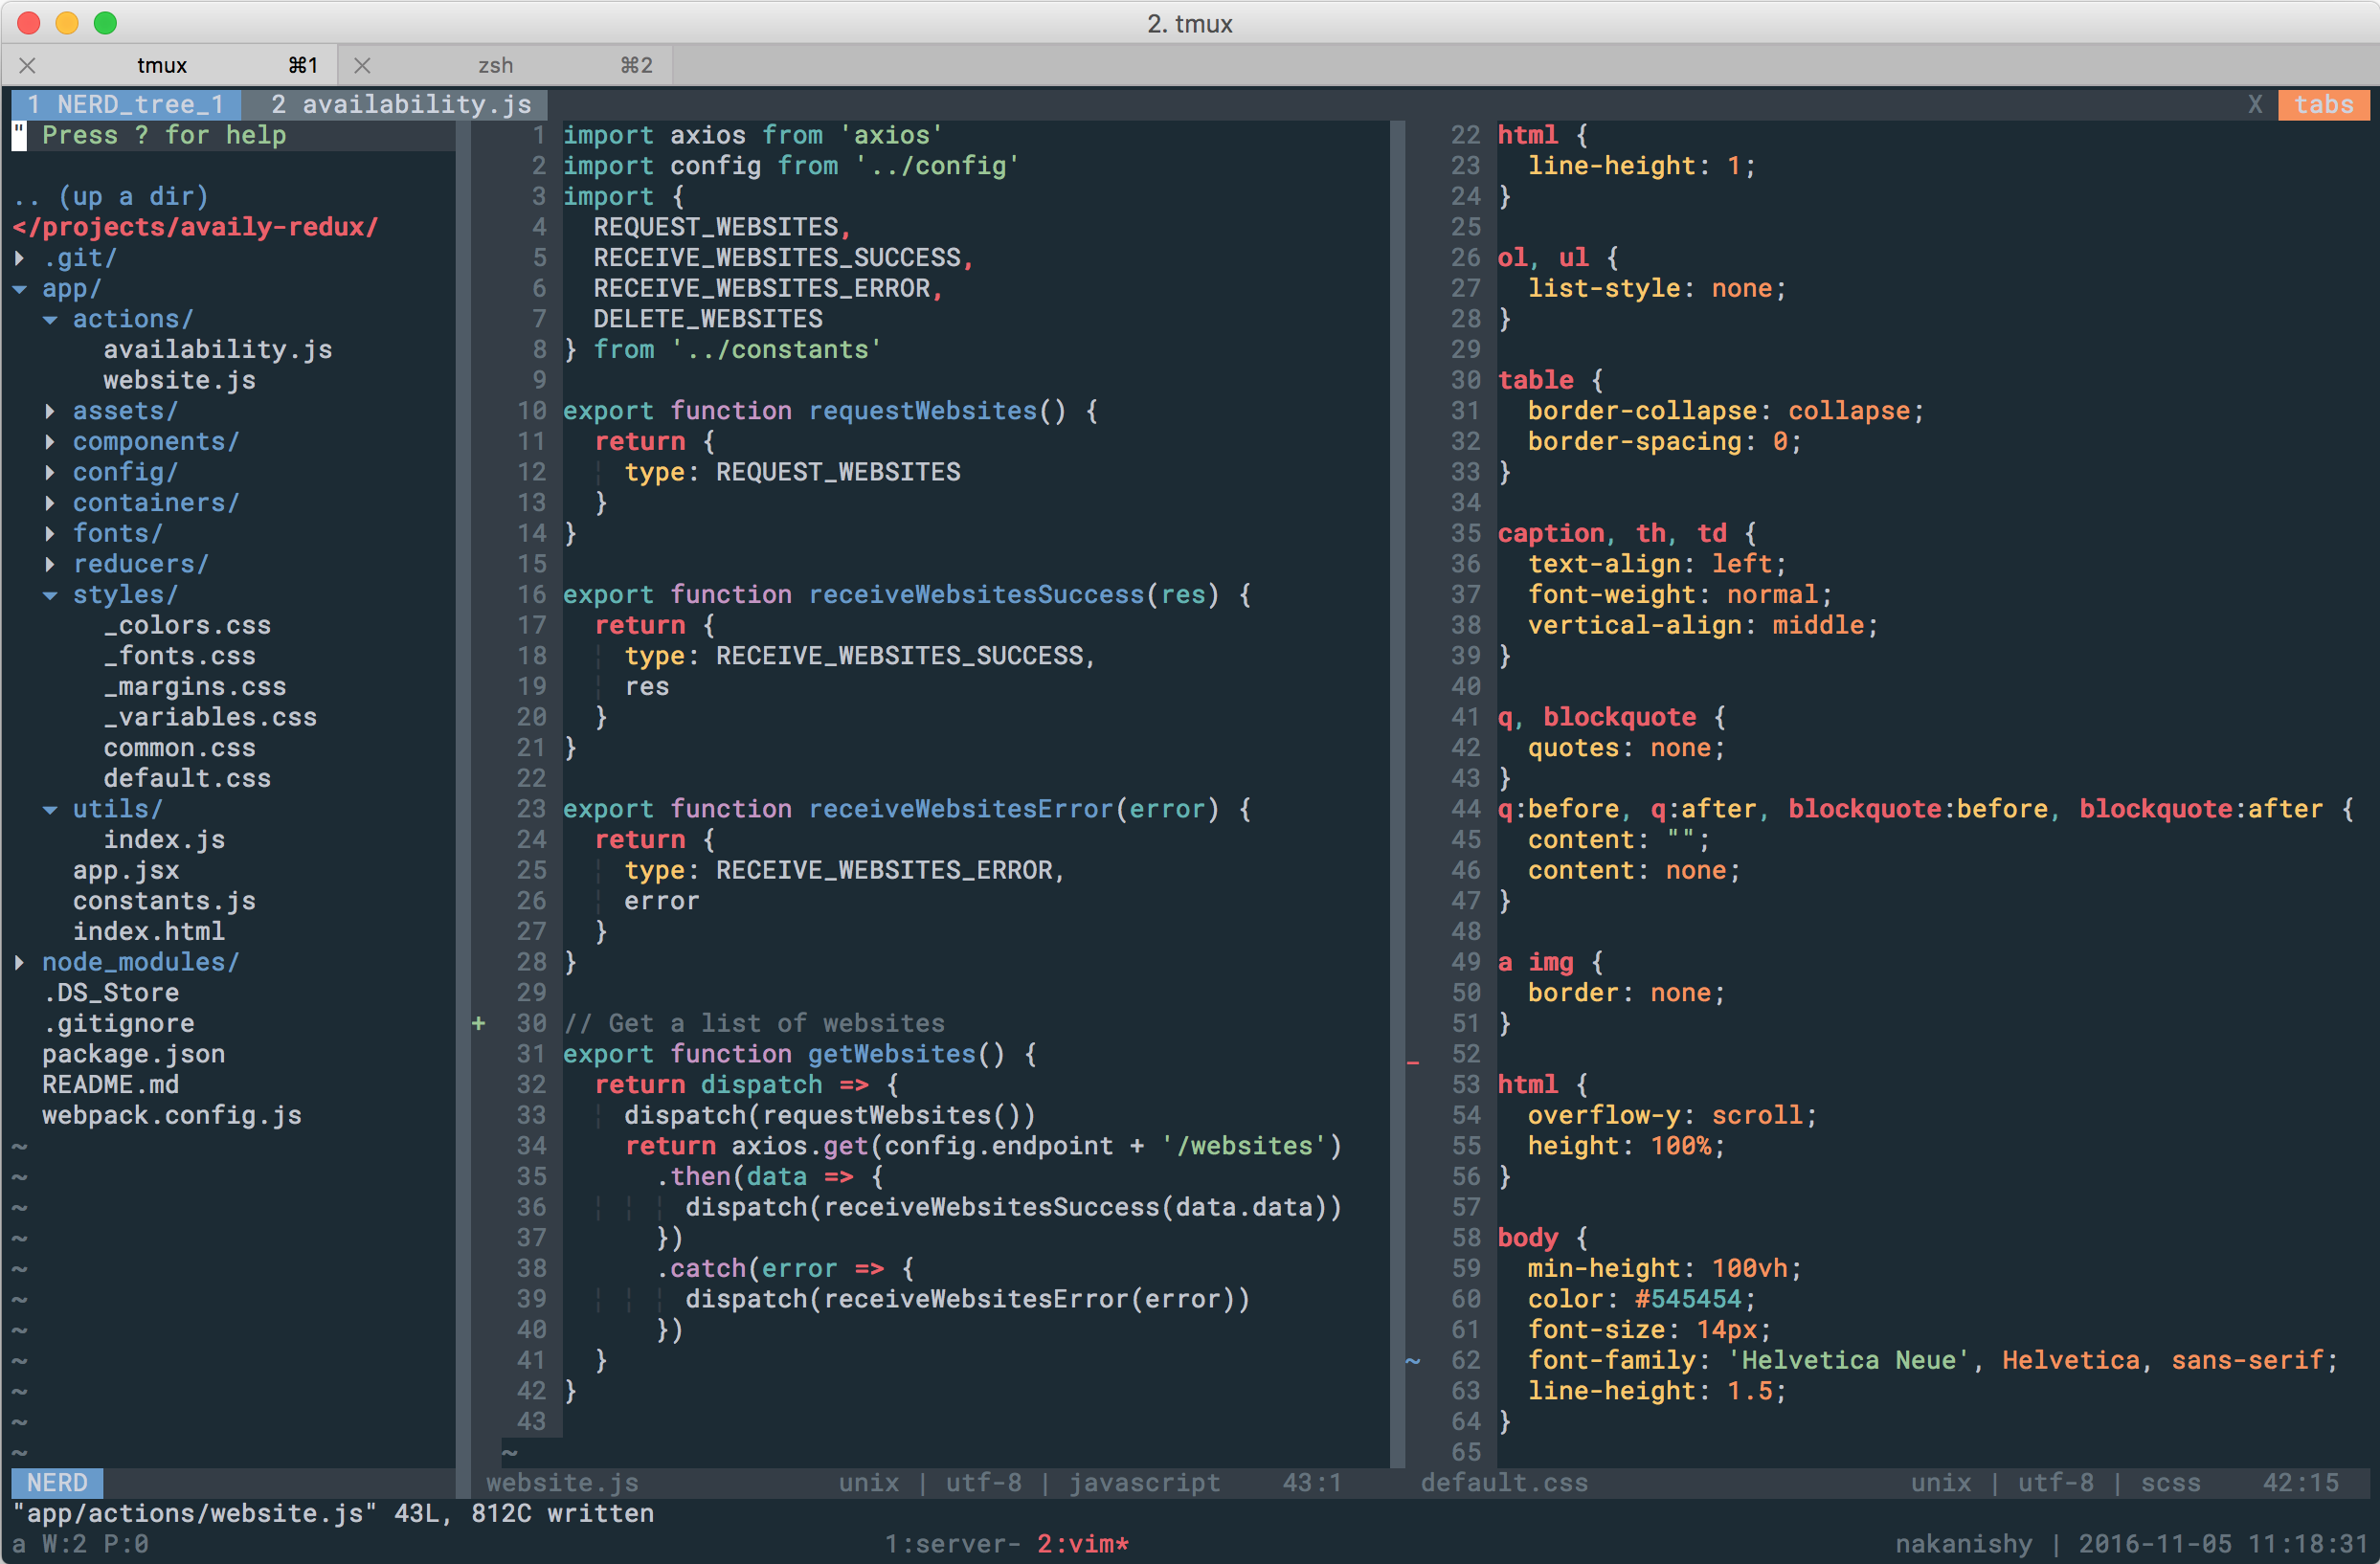 2. tmux
tmux ⌘1 zsh ⌘2
1 NERD_tree_1 2 availability.js X tabs
" Press ? for help
.. (up a dir)
</projects/availy-redux/
▸ .git/
▾ app/
▾ actions/
availability.js
website.js
▸ assets/
▸ components/
▸ config/
▸ containers/
▸ fonts/
▸ reducers/
▾ styles/
_colors.css
_fonts.css
_margins.css
_variables.css
common.css
default.css
▾ utils/
index.js
app.jsx
constants.js
index.html
▸ node_modules/
.DS_Store
.gitignore
package.json
README.md
webpack.config.js
~
~
~
~
~
~
~
~
~
~
~
NERD
1 import axios from 'axios'
2 import config from '../config'
3 import {
4   REQUEST_WEBSITES,
5   RECEIVE_WEBSITES_SUCCESS,
6   RECEIVE_WEBSITES_ERROR,
7   DELETE_WEBSITES
8 } from '../constants'
9
10 export function requestWebsites() {
11   return {
12 ¦   type: REQUEST_WEBSITES
13   }
14 }
15
16 export function receiveWebsitesSuccess(res) {
17   return {
18 ¦   type: RECEIVE_WEBSITES_SUCCESS,
19 ¦   res
20   }
21 }
22
23 export function receiveWebsitesError(error) {
24   return {
25 ¦   type: RECEIVE_WEBSITES_ERROR,
26 ¦   error
27   }
28 }
29
+ 30 // Get a list of websites
31 export function getWebsites() {
32   return dispatch => {
33 ¦   dispatch(requestWebsites())
34     return axios.get(config.endpoint + '/websites')
35       .then(data => {
36 ¦ ¦ ¦   dispatch(receiveWebsitesSuccess(data.data))
37       })
38       .catch(error => {
39 ¦ ¦ ¦   dispatch(receiveWebsitesError(error))
40       })
41   }
42 }
43
~
website.js unix | utf-8 | javascript 43:1
22 html {
23   line-height: 1;
24 }
25
26 ol, ul {
27   list-style: none;
28 }
29
30 table {
31   border-collapse: collapse;
32   border-spacing: 0;
33 }
34
35 caption, th, td {
36   text-align: left;
37   font-weight: normal;
38   vertical-align: middle;
39 }
40
41 q, blockquote {
42   quotes: none;
43 }
44 q:before, q:after, blockquote:before, blockquote:after {
45   content: "";
46   content: none;
47 }
48
49 a img {
50   border: none;
51 }
_ 52
53 html {
54   overflow-y: scroll;
55   height: 100%;
56 }
57
58 body {
59   min-height: 100vh;
60   color: #545454;
61   font-size: 14px;
~ 62   font-family: 'Helvetica Neue', Helvetica, sans-serif;
63   line-height: 1.5;
64 }
65
default.css unix | utf-8 | scss 42:15
"app/actions/website.js" 43L, 812C written
a W:2 P:0 1:server- 2:vim* nakanishy | 2016-11-05 11:18:31